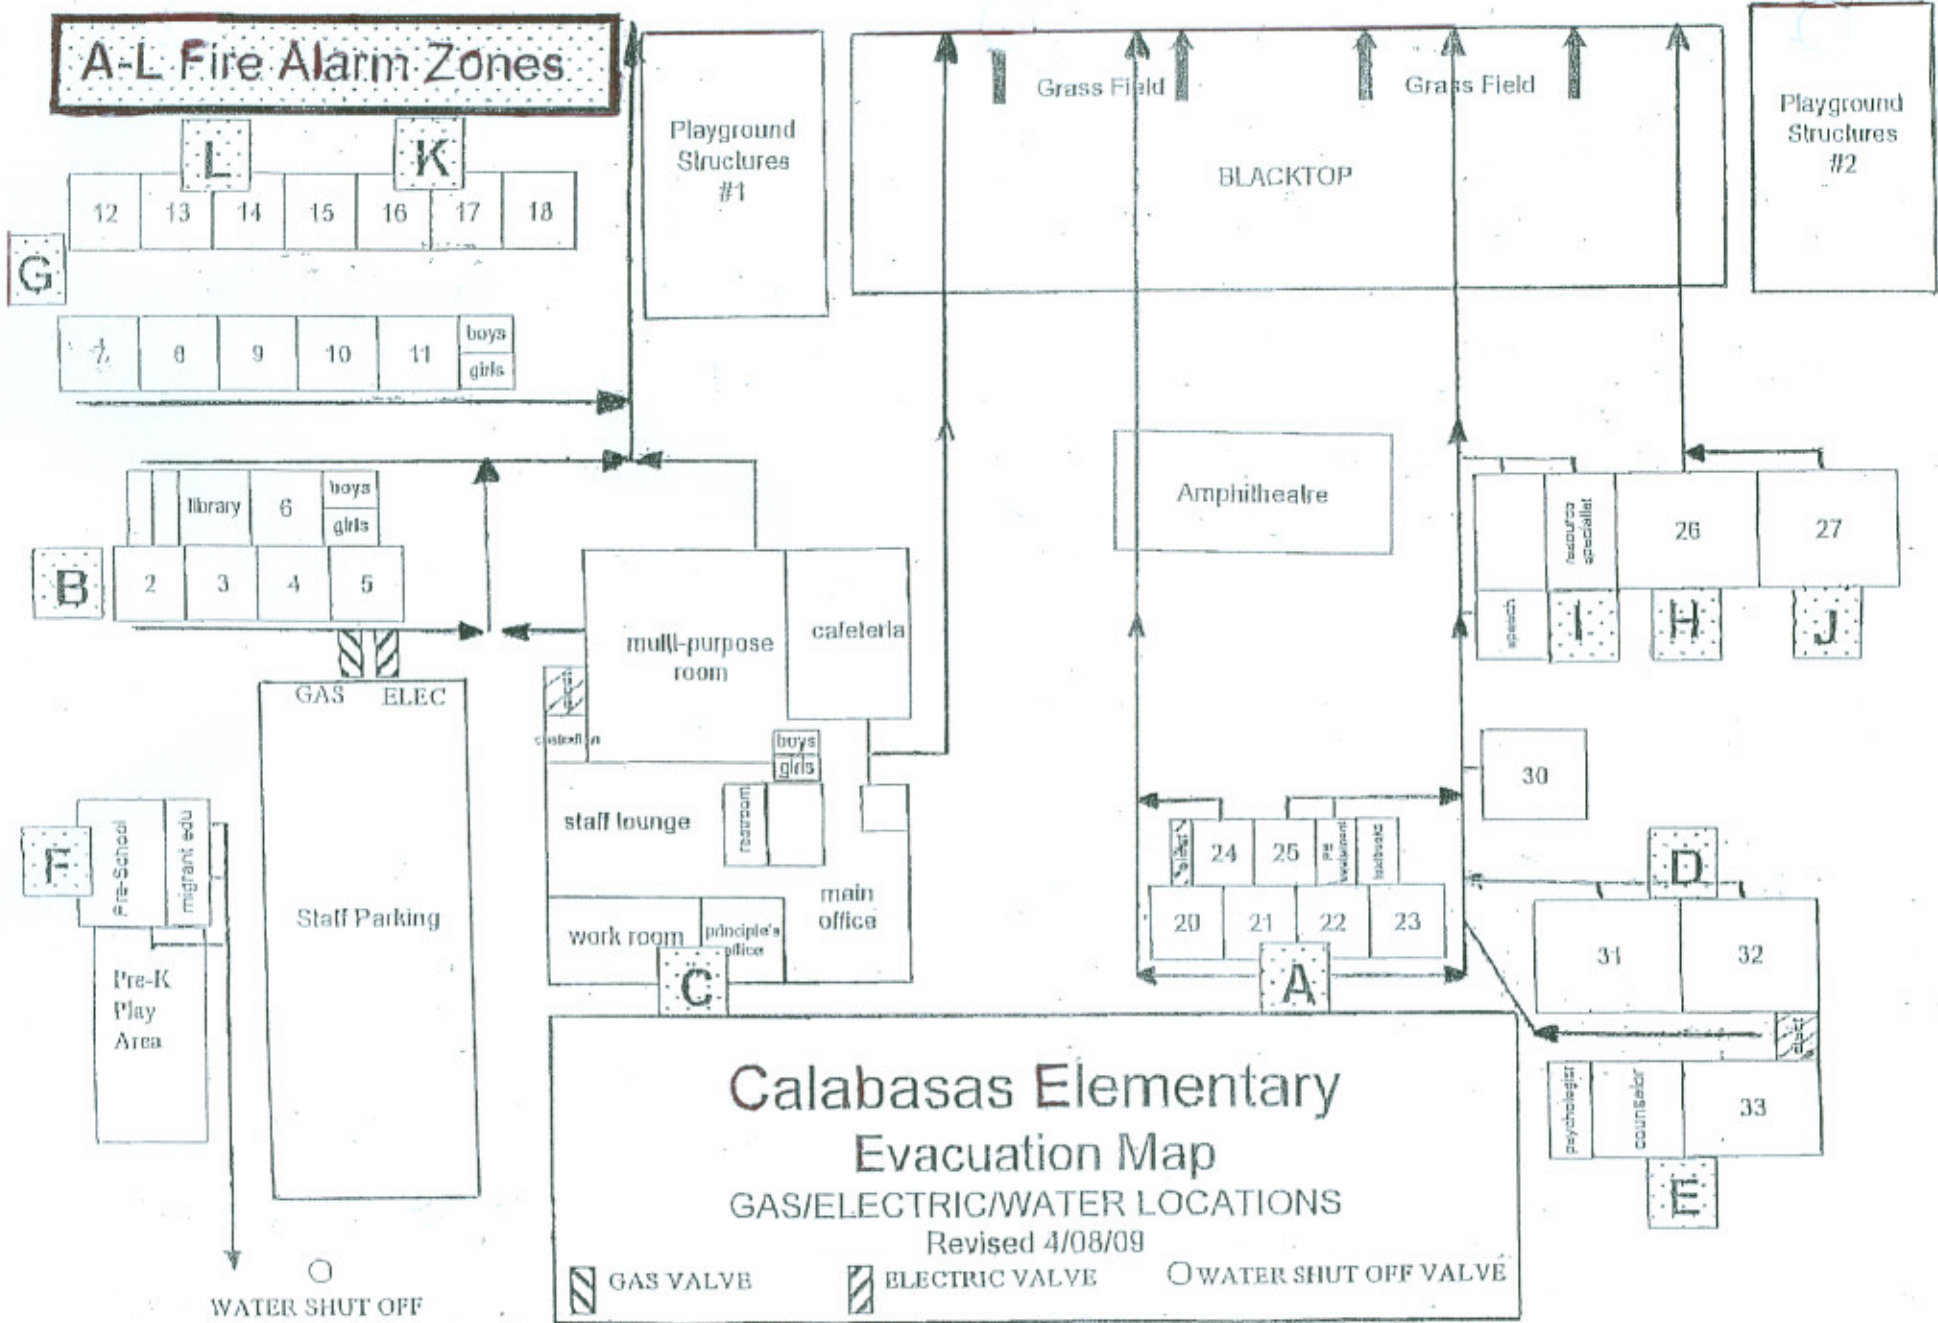 A-L Fire Alarm Zones
L
K
12 13 14 15 16 17 18
G
7 8 9 10 11
boys
girls
Playground
Structures
#1
Grass Field
Grass Field
BLACKTOP
Playground
Structures
#2
library
6
boys
girls
B
2 3 4 5
GAS ELEC
multi-purpose
room
cafeteria
boys
girls
staff lounge
restroom
main
office
work room
principle's
office
C
Amphitheatre
resource
specialist
26
27
speech
I
H
J
30
elect
24
25
textbooks
20 21 22 23
A
D
31 32
elect
psychologist
counselor
33
E
F
Pre-School
migrant edu
Pre-K
Play
Area
Staff Parking
WATER SHUT OFF
Calabasas Elementary
Evacuation Map
GAS/ELECTRIC/WATER LOCATIONS
Revised 4/08/09
GAS VALVE
ELECTRIC VALVE
WATER SHUT OFF VALVE